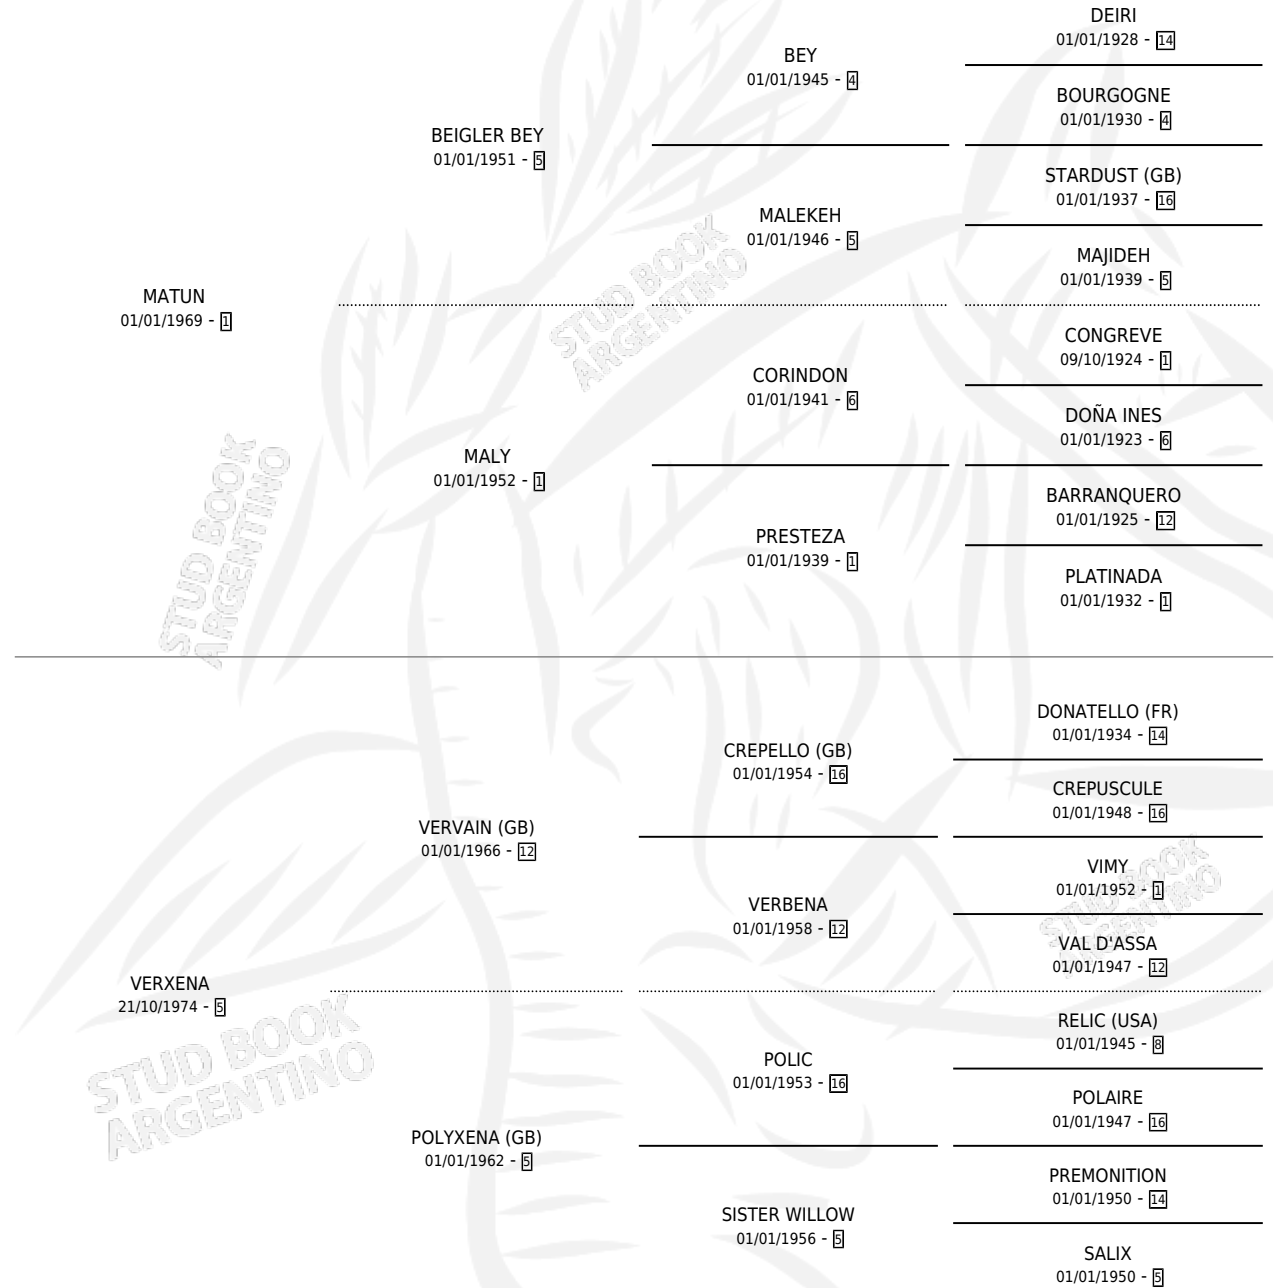 DEIRI
01/01/1928 - 14
BEY
01/01/1945 - 4
BOURGOGNE
01/01/1930 - 4
BEIGLER BEY
01/01/1951 - 5
STARDUST (GB)
01/01/1937 - 16
MALEKEH
01/01/1946 - 5
MAJIDEH
01/01/1939 - 5
MATUN
01/01/1969 - 1
CONGREVE
09/10/1924 - 1
CORINDON
01/01/1941 - 6
DOÑA INES
01/01/1923 - 6
MALY
01/01/1952 - 1
BARRANQUERO
01/01/1925 - 12
PRESTEZA
01/01/1939 - 1
PLATINADA
01/01/1932 - 1
DONATELLO (FR)
01/01/1934 - 14
CREPELLO (GB)
01/01/1954 - 16
CREPUSCULE
01/01/1948 - 16
VERVAIN (GB)
01/01/1966 - 12
VIMY
01/01/1952 - 1
VERBENA
01/01/1958 - 12
VAL D'ASSA
01/01/1947 - 12
VERXENA
21/10/1974 - 5
RELIC (USA)
01/01/1945 - 8
POLIC
01/01/1953 - 16
POLAIRE
01/01/1947 - 16
POLYXENA (GB)
01/01/1962 - 5
PREMONITION
01/01/1950 - 14
SISTER WILLOW
01/01/1956 - 5
SALIX
01/01/1950 - 5
STUD BOOK
ARGENTINO
STUD BOOK
ARGENTINO
STUD BOOK
ARGENTINO
STUD BOOK
ARGENTINO